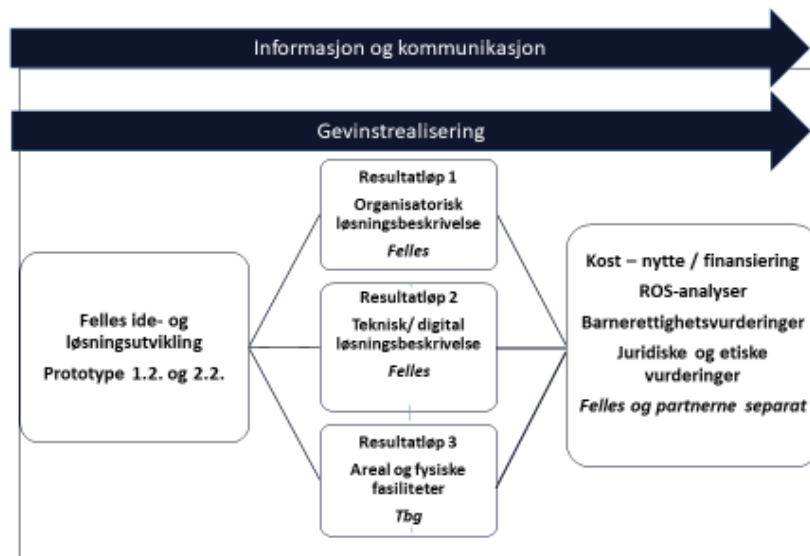 Informasjon og kommunikasjon
Gevinstrealisering
Felles ide- og
løsningsutvikling
Prototype 1.2. og 2.2.
Resultatløp 1
Organisatorisk
løsningsbeskrivelse
Felles
Resultatløp 2
Teknisk/ digital
løsningsbeskrivelse
Felles
Resultatløp 3
Areal og fysiske
fasiliteter
Tbg
Kost – nytte / finansiering
ROS-analyser
Barnerettighetsvurderinger
Juridiske og etiske
vurderinger
Felles og partnerne separat